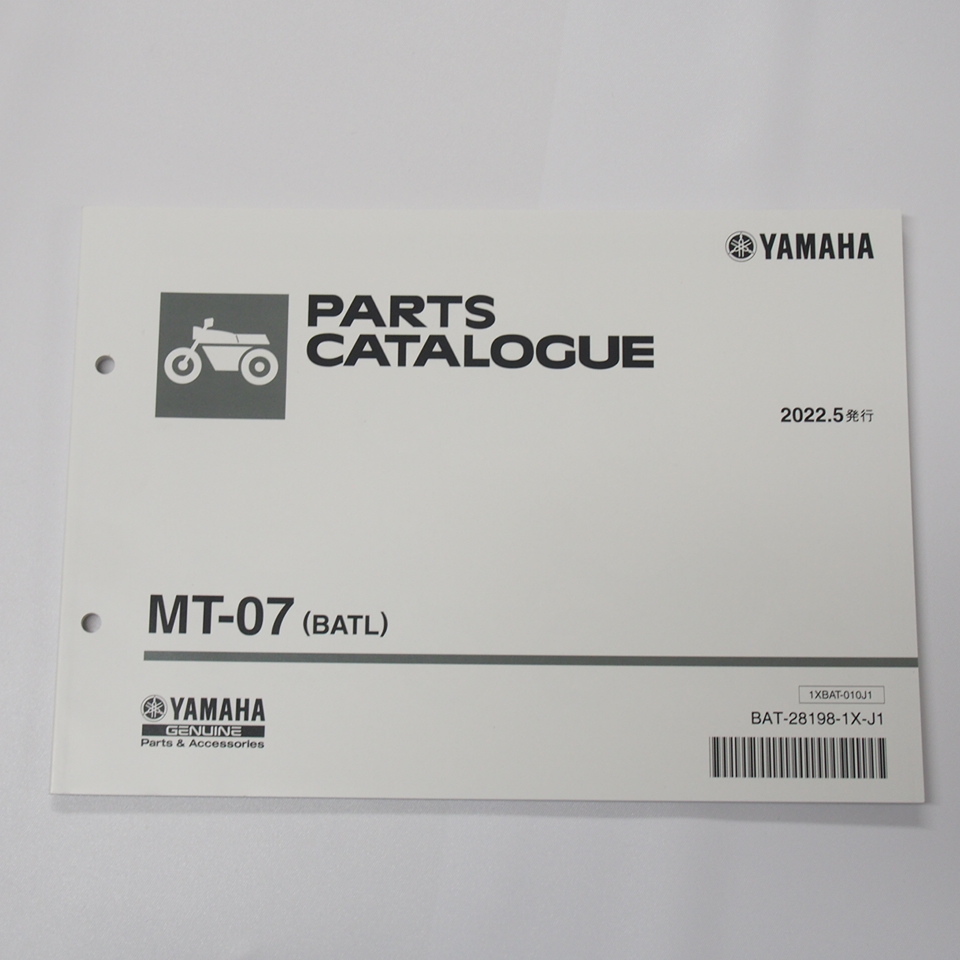 YAMAHA
PARTS
CATALOGUE
2022.5発行
MT-07 (BATL)
YAMAHA
GENUINE
Parts & Accessories
1XBAT-010J1
BAT-28198-1X-J1